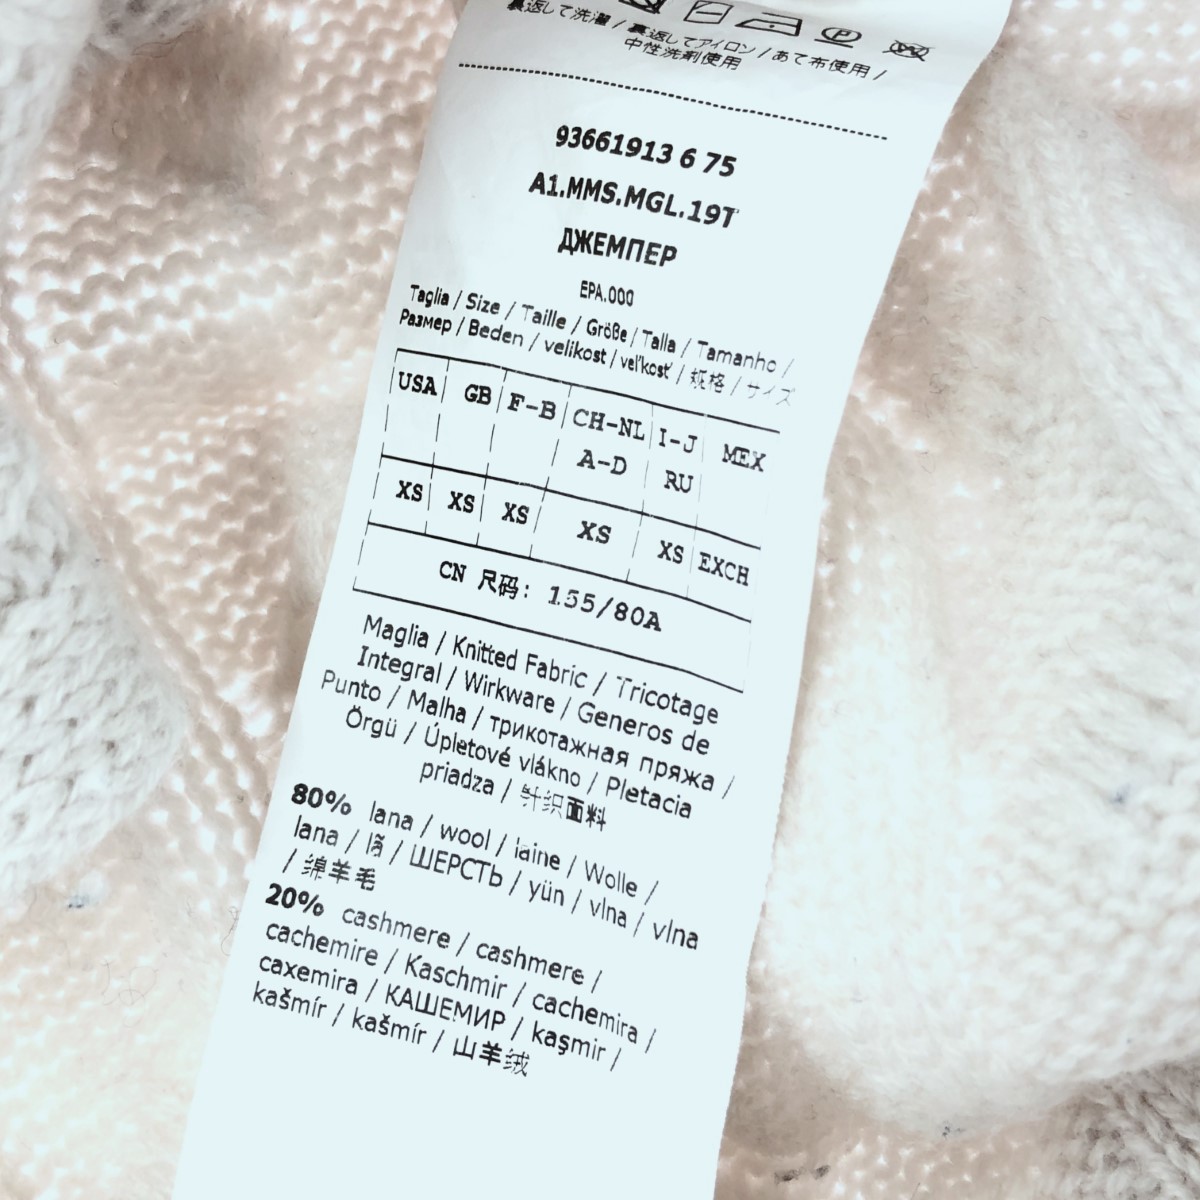 裏返して洗濯 / 裏返してアイロン / あて布使用 /
中性洗剤使用
93661913 6 75
A1.MMS.MGL.19T
ДЖЕМПЕР
EPA.000
Taglia / Size / Taille / Größe / Talla / Tamanho /
Размер / Beden / velikost / veľkosť / 规格 / サイズ
USA GB F-B CH-NL I-J MEX
A-D RU
XS XS XS XS XS EXCH
CN 尺码: 155/80A
Maglia / Knitted Fabric / Tricotage
Integral / Wirkware / Generos de
Punto / Malha / трикотажная пряжа /
Örgü / Úpletové vlákno / Pletacia
priadza / 针织面料
80% lana / wool / laine / Wolle /
lana / lã / ШЕРСТЬ / yün / vlna / vlna
/ 绵羊毛
20% cashmere / cashmere /
cachemire / Kaschmir / cachemira /
caxemira / КАШЕМИР / kaşmir /
kašmír / kašmír / 山羊绒